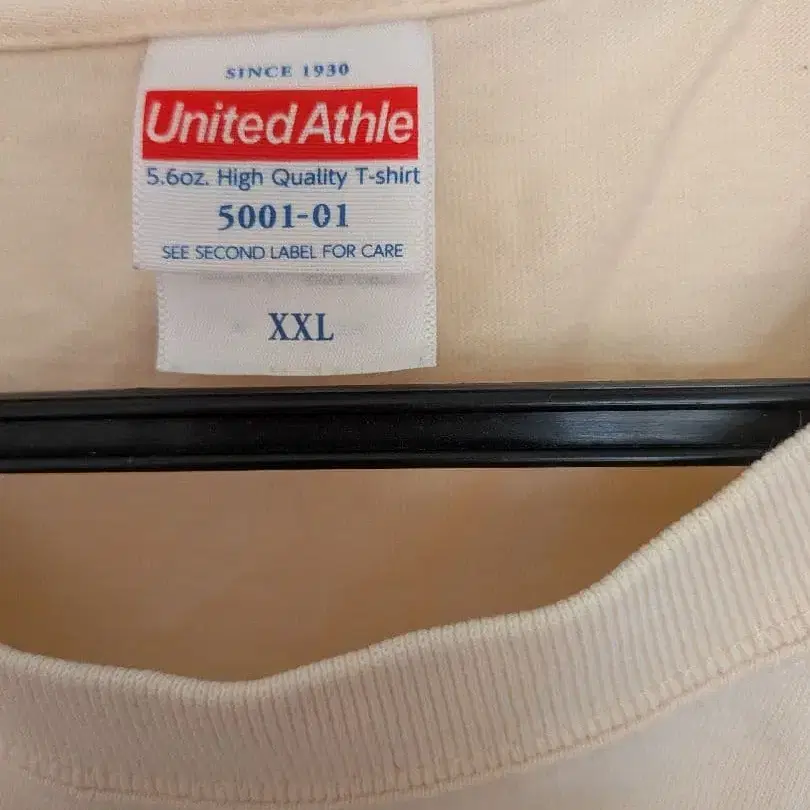 SINCE 1930
United Athle
5.6oz. High Quality T-shirt
5001-01
SEE SECOND LABEL FOR CARE
XXL